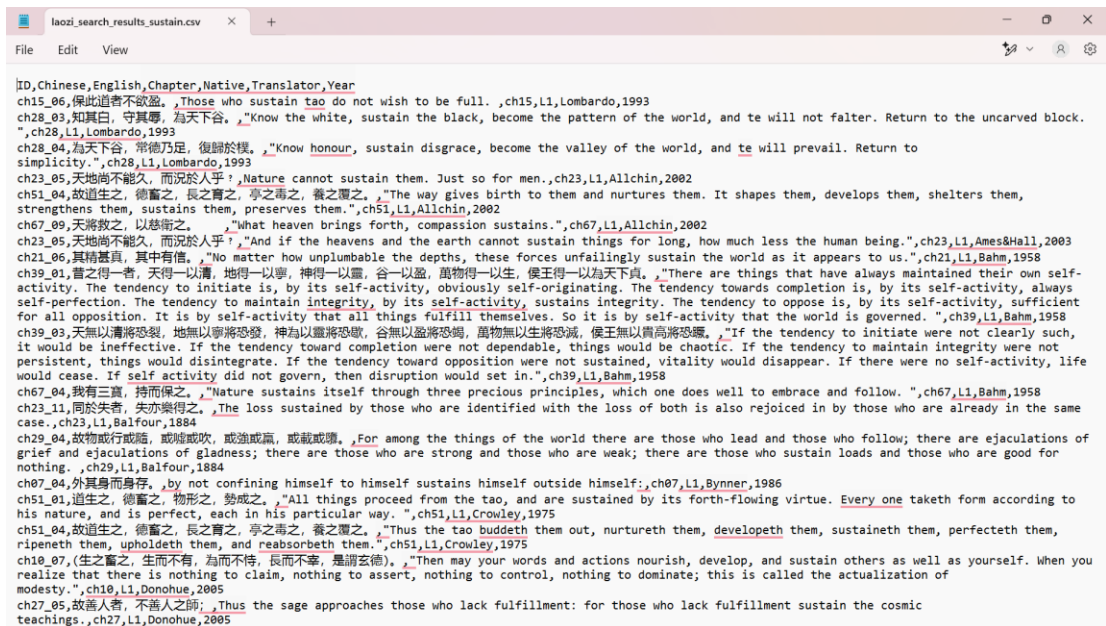 laozi_search_results_sustain.csv
File Edit View
ID,Chinese,English,Chapter,Native,Translator,Year
ch15_06,保此道者不欲盈。,Those who sustain tao do not wish to be full. ,ch15,L1,Lombardo,1993
ch28_03,知其白，守其辱，為天下谷。,"Know the white, sustain the black, become the pattern of the world, and te will not falter. Return to the uncarved block.
",ch28,L1,Lombardo,1993
ch28_04,為天下谷，常德乃足，復歸於樸。,"Know honour, sustain disgrace, become the valley of the world, and te will prevail. Return to
simplicity.",ch28,L1,Lombardo,1993
ch23_05,天地尚不能久，而況於人乎？,Nature cannot sustain them. Just so for men.,ch23,L1,Allchin,2002
ch51_04,故道生之，德畜之，長之育之，亭之毒之，養之覆之。,"The way gives birth to them and nurtures them. It shapes them, develops them, shelters them,
strengthens them, sustains them, preserves them.",ch51,L1,Allchin,2002
ch67_09,天將救之，以慈衛之。 ,"What heaven brings forth, compassion sustains.",ch67,L1,Allchin,2002
ch23_05,天地尚不能久，而況於人乎？,"And if the heavens and the earth cannot sustain things for long, how much less the human being.",ch23,L1,Ames&Hall,2003
ch21_06,其精甚真，其中有信。,"No matter how unplumbable the depths, these forces unfailingly sustain the world as it appears to us.",ch21,L1,Bahm,1958
ch39_01,昔之得一者，天得一以清，地得一以寧，神得一以靈，谷一以盈，萬物得一以生，侯王得一以為天下貞。,"There are things that have always maintained their own self-
activity. The tendency to initiate is, by its self-activity, obviously self-originating. The tendency towards completion is, by its self-activity, always
self-perfection. The tendency to maintain integrity, by its self-activity, sustains integrity. The tendency to oppose is, by its self-activity, sufficient
for all opposition. It is by self-activity that all things fulfill themselves. So it is by self-activity that the world is governed. ",ch39,L1,Bahm,1958
ch39_03,天無以清將恐裂，地無以寧將恐發，神為以靈將恐歇，谷無以盈將恐竭，萬物無以生將恐滅，侯王無以貴高將恐蹶。,"If the tendency to initiate were not clearly such,
it would be ineffective. If the tendency toward completion were not dependable, things would be chaotic. If the tendency to maintain integrity were not
persistent, things would disintegrate. If the tendency toward opposition were not sustained, vitality would disappear. If there were no self-activity, life
would cease. If self activity did not govern, then disruption would set in.",ch39,L1,Bahm,1958
ch67_04,我有三寶，持而保之。,"Nature sustains itself through three precious principles, which one does well to embrace and follow. ",ch67,L1,Bahm,1958
ch23_11,同於失者，失亦樂得之。,The loss sustained by those who are identified with the loss of both is also rejoiced in by those who are already in the same
case.,ch23,L1,Balfour,1884
ch29_04,故物或行或隨，或噓或吹，或強或羸，或載或隳。,For among the things of the world there are those who lead and those who follow; there are ejaculations of
grief and ejaculations of gladness; there are those who are strong and those who are weak; there are those who sustain loads and those who are good for
nothing. ,ch29,L1,Balfour,1884
ch07_04,外其身而身存。,by not confining himself to himself sustains himself outside himself:,ch07,L1,Bynner,1986
ch51_01,道生之，德畜之，物形之，勢成之。,"All things proceed from the tao, and are sustained by its forth-flowing virtue. Every one taketh form according to
his nature, and is perfect, each in his particular way. ",ch51,L1,Crowley,1975
ch51_04,故道生之，德畜之，長之育之，亭之毒之，養之覆之。,"Thus the tao buddeth them out, nurtureth them, developeth them, sustaineth them, perfecteth them,
ripeneth them, upholdeth them, and reabsorbeth them.",ch51,L1,Crowley,1975
ch10_07,(生之畜之，生而不有，為而不恃，長而不宰，是謂玄德)。,"Then may your words and actions nourish, develop, and sustain others as well as yourself. When you
realize that there is nothing to claim, nothing to assert, nothing to control, nothing to dominate; this is called the actualization of
modesty.",ch10,L1,Donohue,2005
ch27_05,故善人者，不善人之師；,Thus the sage approaches those who lack fulfillment: for those who lack fulfillment sustain the cosmic
teachings.,ch27,L1,Donohue,2005